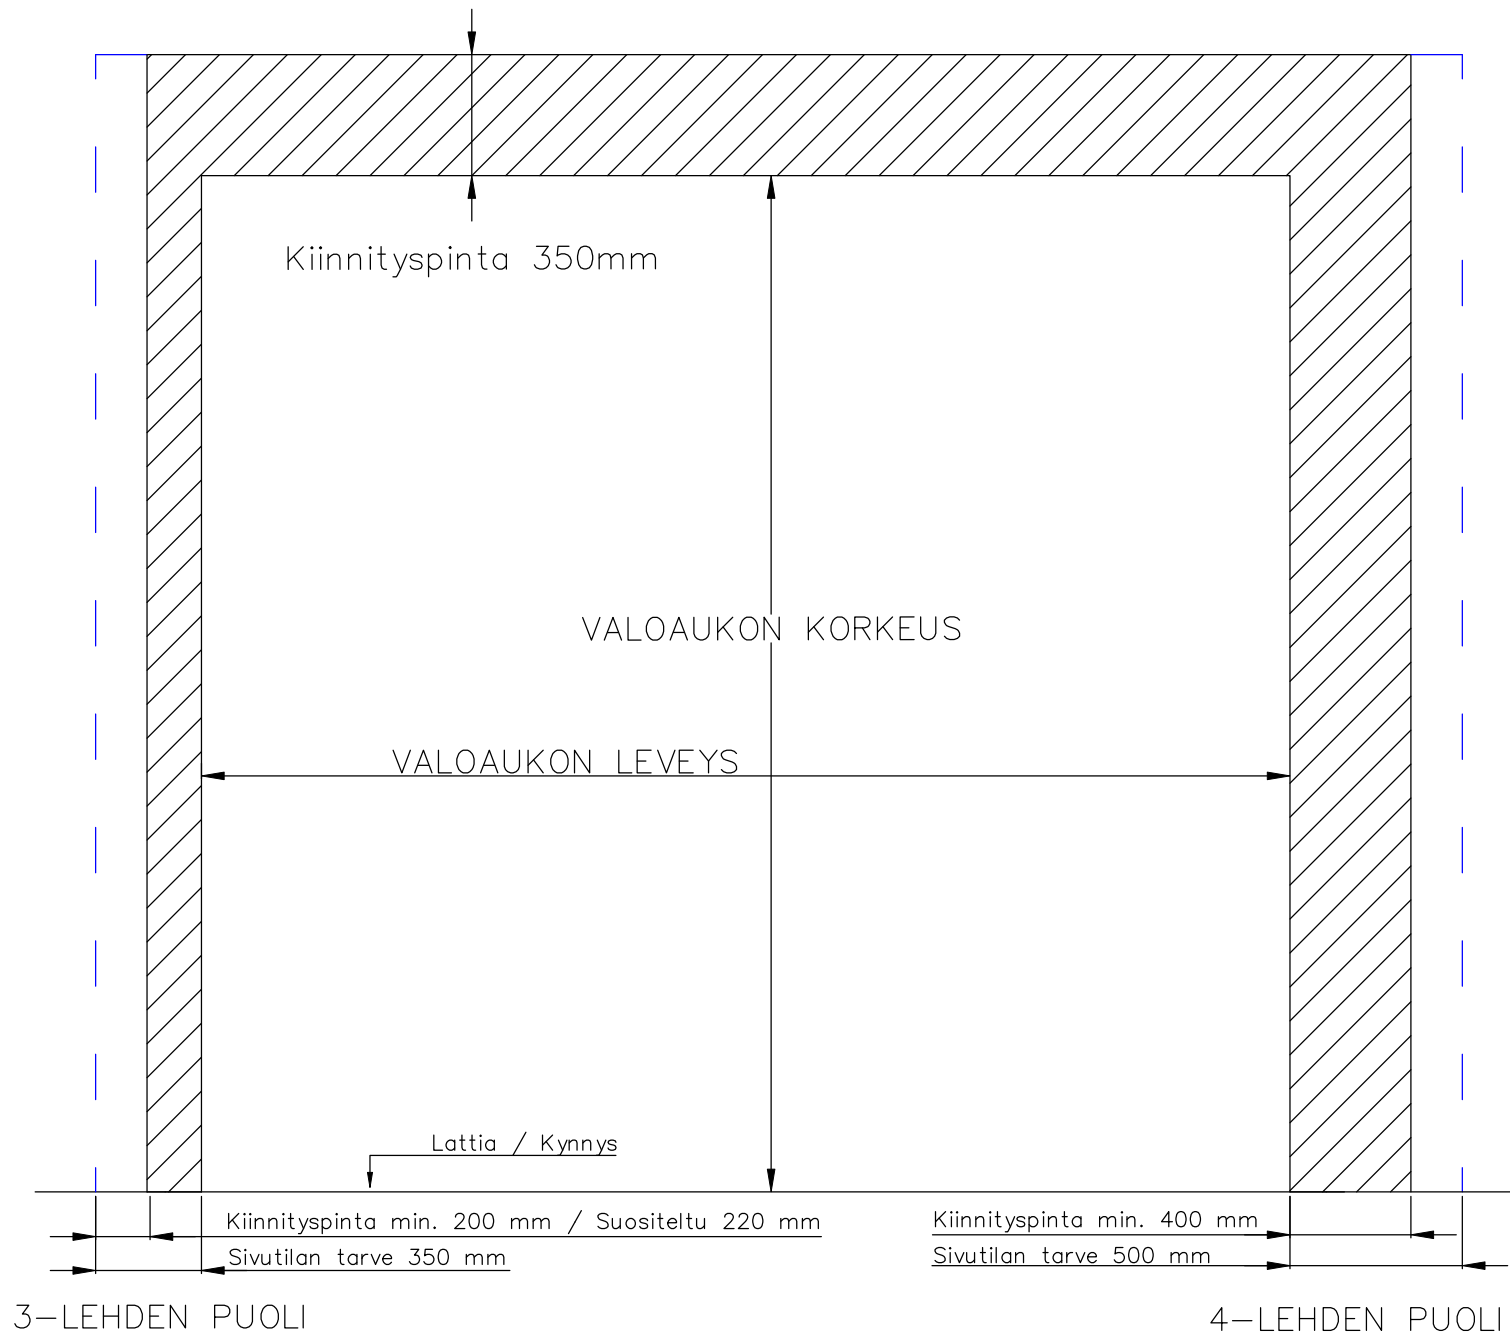 Kiinnityspinta 350mm
VALOAUKON KORKEUS
VALOAUKON LEVEYS
Lattia / Kynnys
Kiinnityspinta min. 200 mm / Suositeltu 220 mm
Sivutilan tarve 350 mm
Kiinnityspinta min. 400 mm
Sivutilan tarve 500 mm
3-LEHDEN PUOLI
4-LEHDEN PUOLI